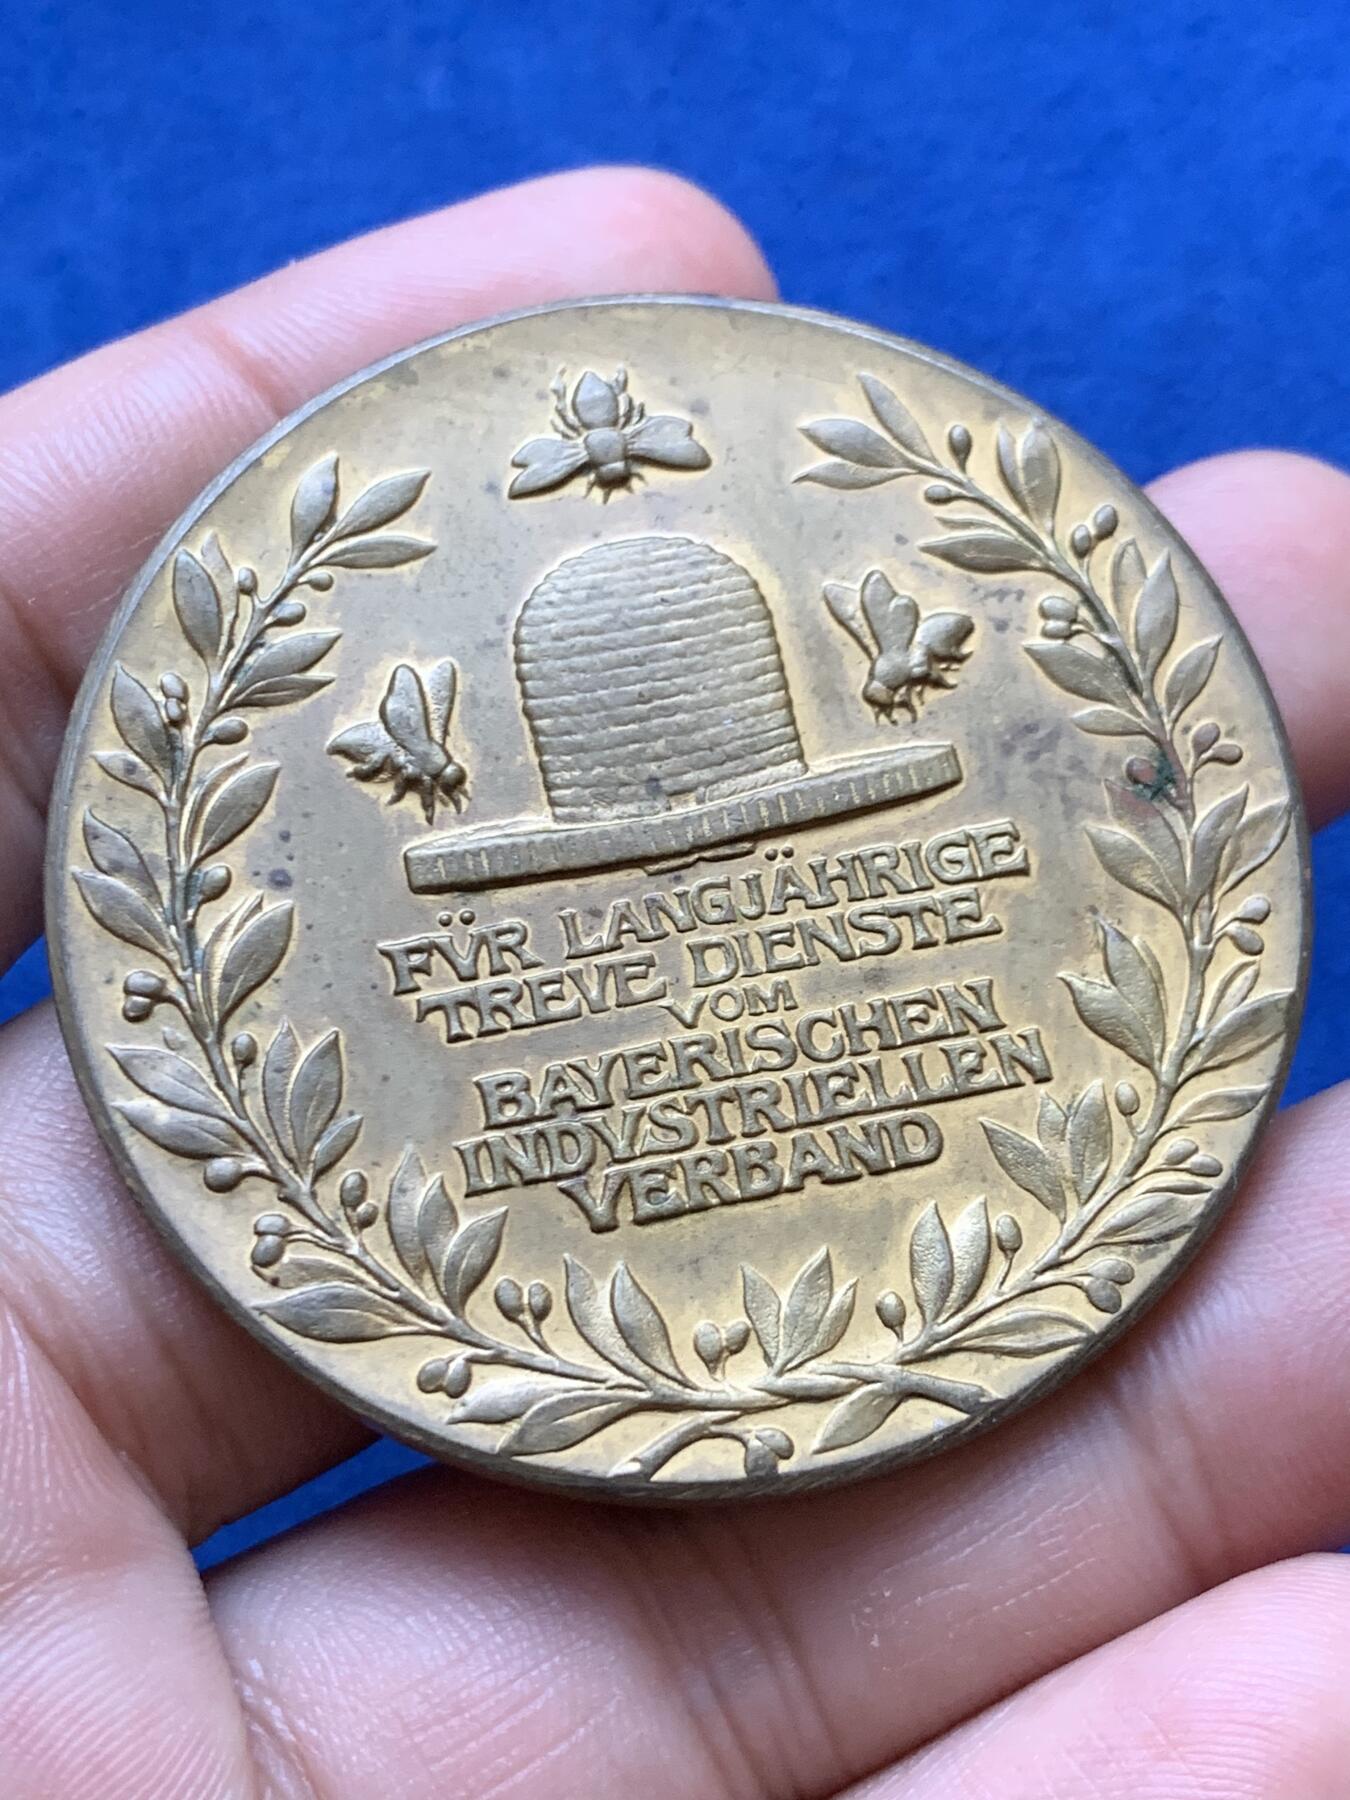 FVR LANGJÄHRIGE
TREVE DIENSTE
VOM
BAYERISCHEN
INDVSTRIELLEN
VERBAND